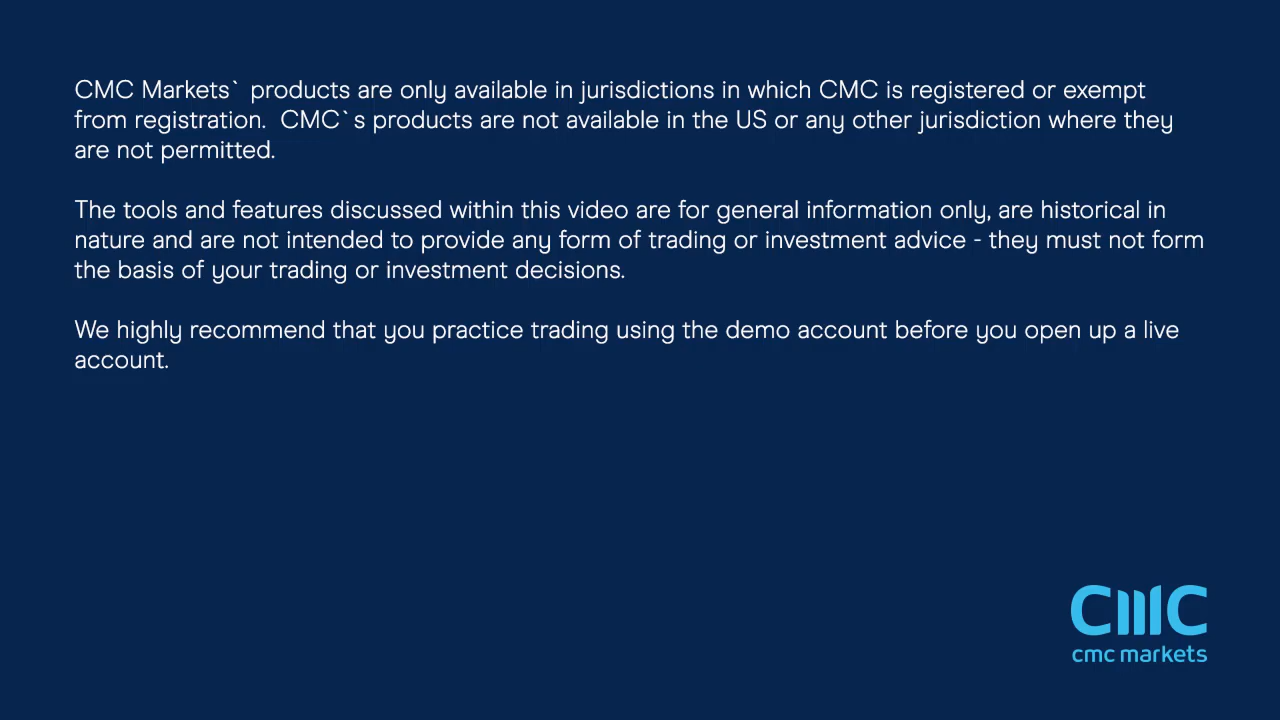 CMC Markets` products are only available in jurisdictions in which CMC is registered or exempt
from registration.  CMC`s products are not available in the US or any other jurisdiction where they
are not permitted.
The tools and features discussed within this video are for general information only, are historical in
nature and are not intended to provide any form of trading or investment advice - they must not form
the basis of your trading or investment decisions.
We highly recommend that you practice trading using the demo account before you open up a live
account.
CMC
cmc markets